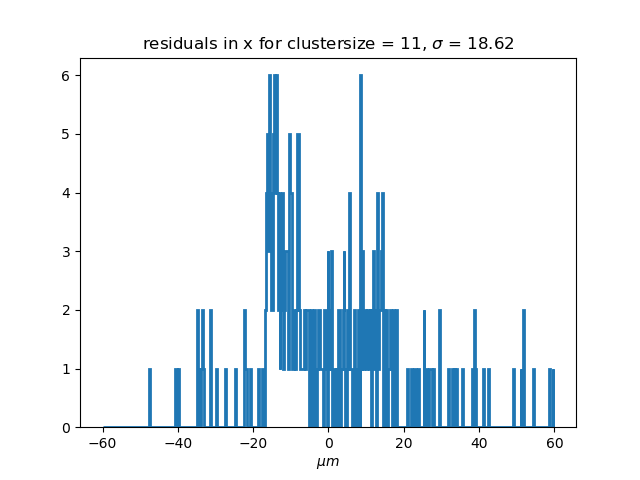 residuals in x for clustersize = 11, σ = 18.62
6
5
4
3
2
1
0
−60 −40 −20 0 20 40 60
μm